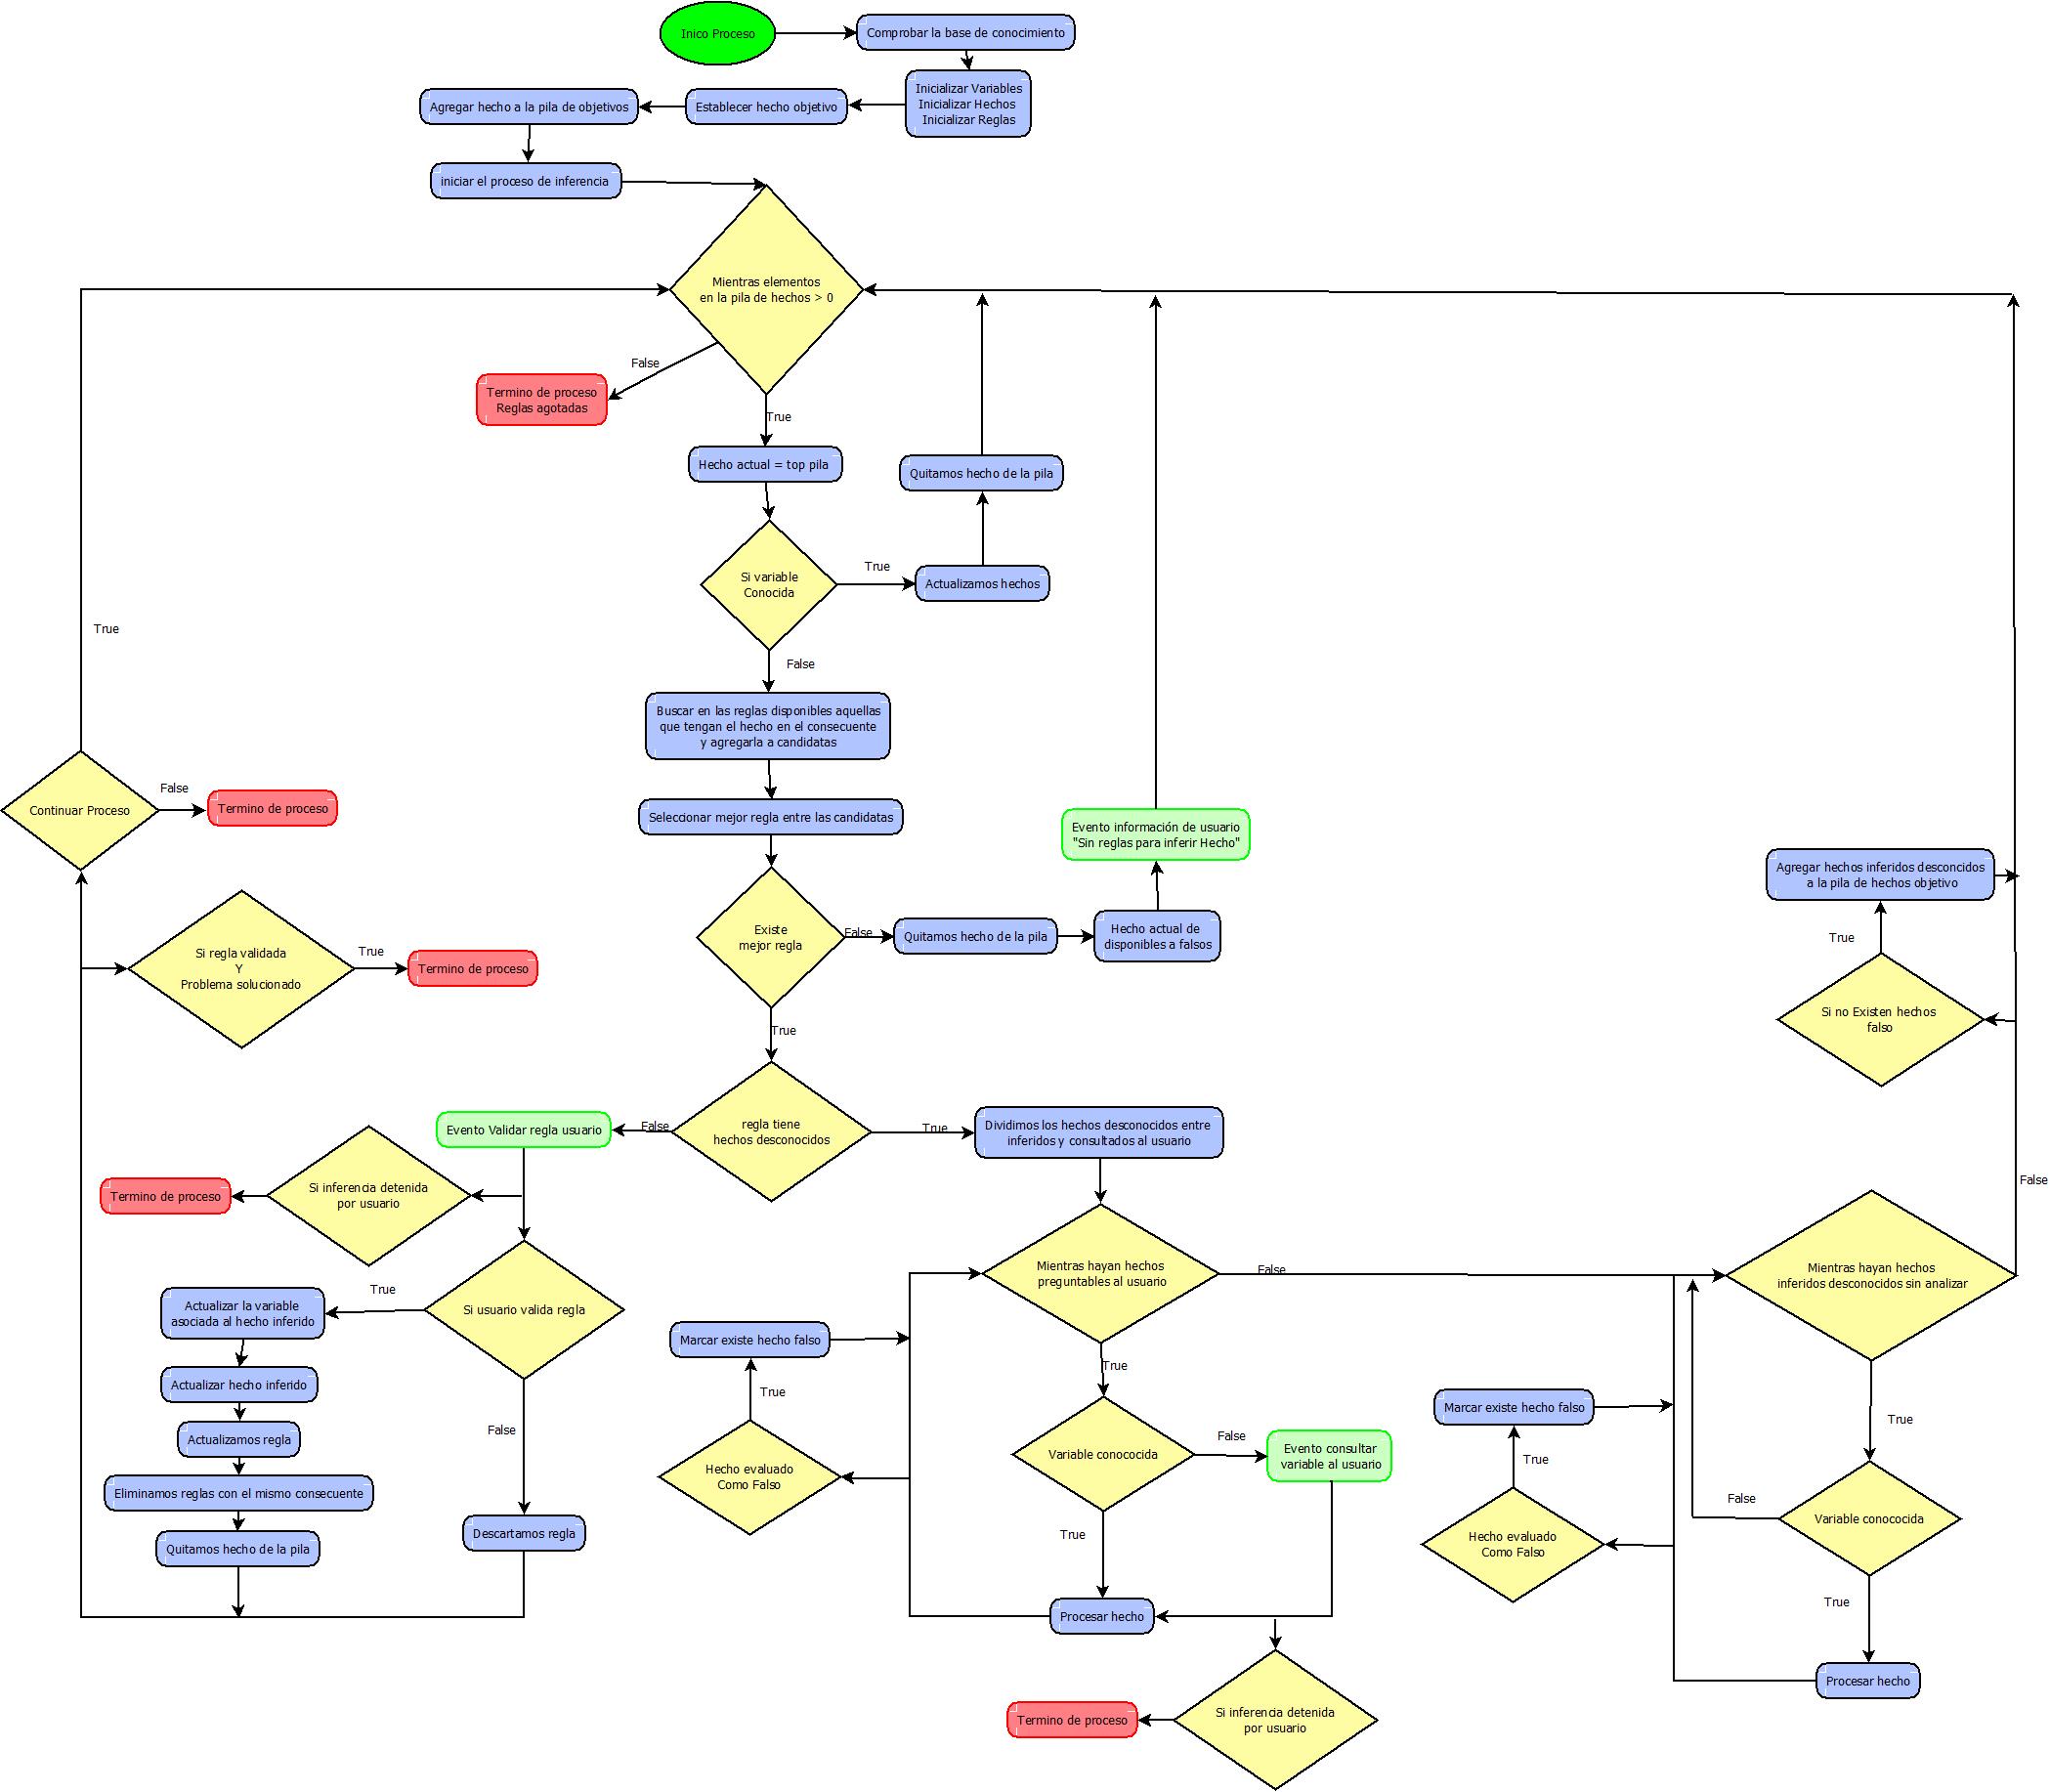 Inico Proceso
Comprobar la base de conocimiento
Inicializar Variables
Inicializar Hechos
Inicializar Reglas
Establecer hecho objetivo
Agregar hecho a la pila de objetivos
iniciar el proceso de inferencia
Mientras elementos
en la pila de hechos > 0
False
Termino de proceso
Reglas agotadas
True
Hecho actual = top pila
Quitamos hecho de la pila
Si variable
Conocida
True
Actualizamos hechos
False
True
Buscar en las reglas disponibles aquellas
que tengan el hecho en el consecuente
y agregarla a candidatas
Continuar Proceso
False
Termino de proceso
Seleccionar mejor regla entre las candidatas
Evento información de usuario
"Sin reglas para inferir Hecho"
Agregar hechos inferidos desconcidos
a la pila de hechos objetivo
Existe
mejor regla
False
Quitamos hecho de la pila
Hecho actual de
disponibles a falsos
True
Si no Existen hechos
falso
Si regla validada
Y
Problema solucionado
True
Termino de proceso
True
regla tiene
hechos desconocidos
False
Evento Validar regla usuario
True
Dividimos los hechos desconocidos entre
inferidos y consultados al usuario
Si inferencia detenida
por usuario
Termino de proceso
False
Mientras hayan hechos
preguntables al usuario
False
Mientras hayan hechos
inferidos desconocidos sin analizar
Si usuario valida regla
True
Actualizar la variable
asociada al hecho inferido
Actualizar hecho inferido
Actualizamos regla
Eliminamos reglas con el mismo consecuente
Quitamos hecho de la pila
False
Descartamos regla
Marcar existe hecho falso
True
Hecho evaluado
Como Falso
True
Variable conococida
False
Evento consultar
variable al usuario
True
Procesar hecho
Si inferencia detenida
por usuario
Termino de proceso
Marcar existe hecho falso
True
Hecho evaluado
Como Falso
True
False
Variable conococida
True
Procesar hecho